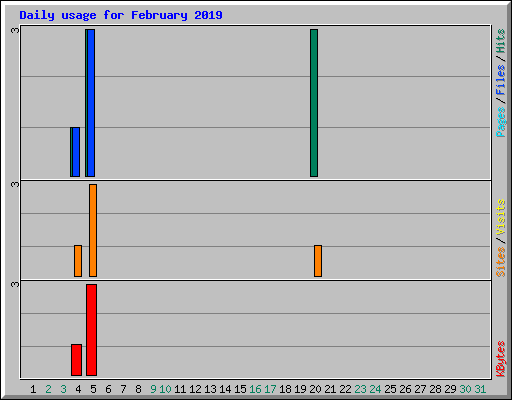 Daily usage for February 2019
3
Pages/Files/Hits
3
Sites/Visits
3
KBytes
1 2 3 4 5 6 7 8 9 10 11 12 13 14 15 16 17 18 19 20 21 22 23 24 25 26 27 28 29 30 31